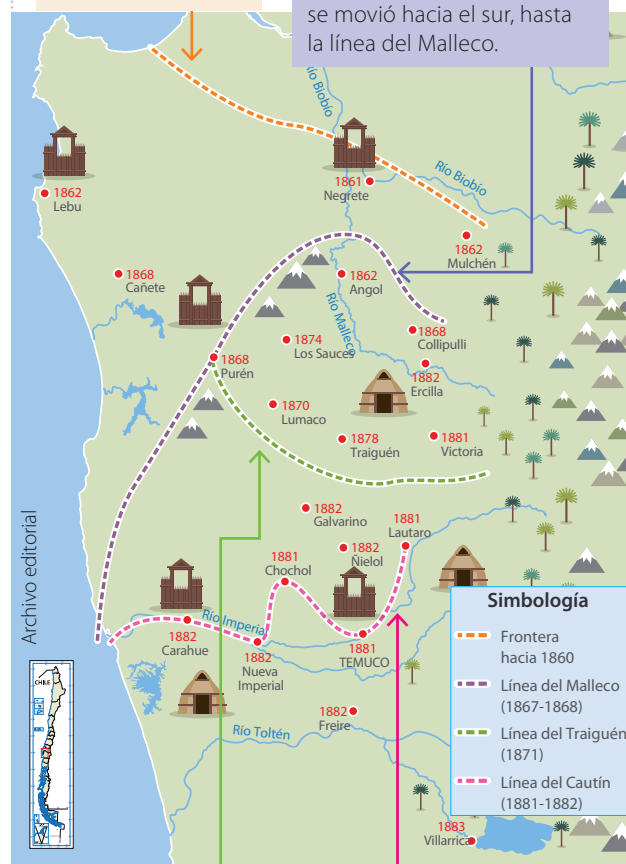 se movió hacia el sur, hasta
la línea del Malleco.
Río Biobío
Río Biobío
1861
Negrete
1862
Lebu
1862
Mulchén
1868
Cañete
1862
Angol
Río Malleco
1868
Collipulli
1874
Los Sauces
1868
Purén
1882
Ercilla
1870
Lumaco
1878
Traiguén
1881
Victoria
1882
Galvarino
1881
Lautaro
1882
Ñielol
1881
Chochol
Río Imperial
1882
Carahue
1882
Nueva
Imperial
1881
TEMUCO
1882
Freire
Río Toltén
1883
Villarrica
Archivo editorial
CHILE
Simbología
Frontera
hacia 1860
Línea del Malleco
(1867-1868)
Línea del Traiguén
(1871)
Línea del Cautín
(1881-1882)